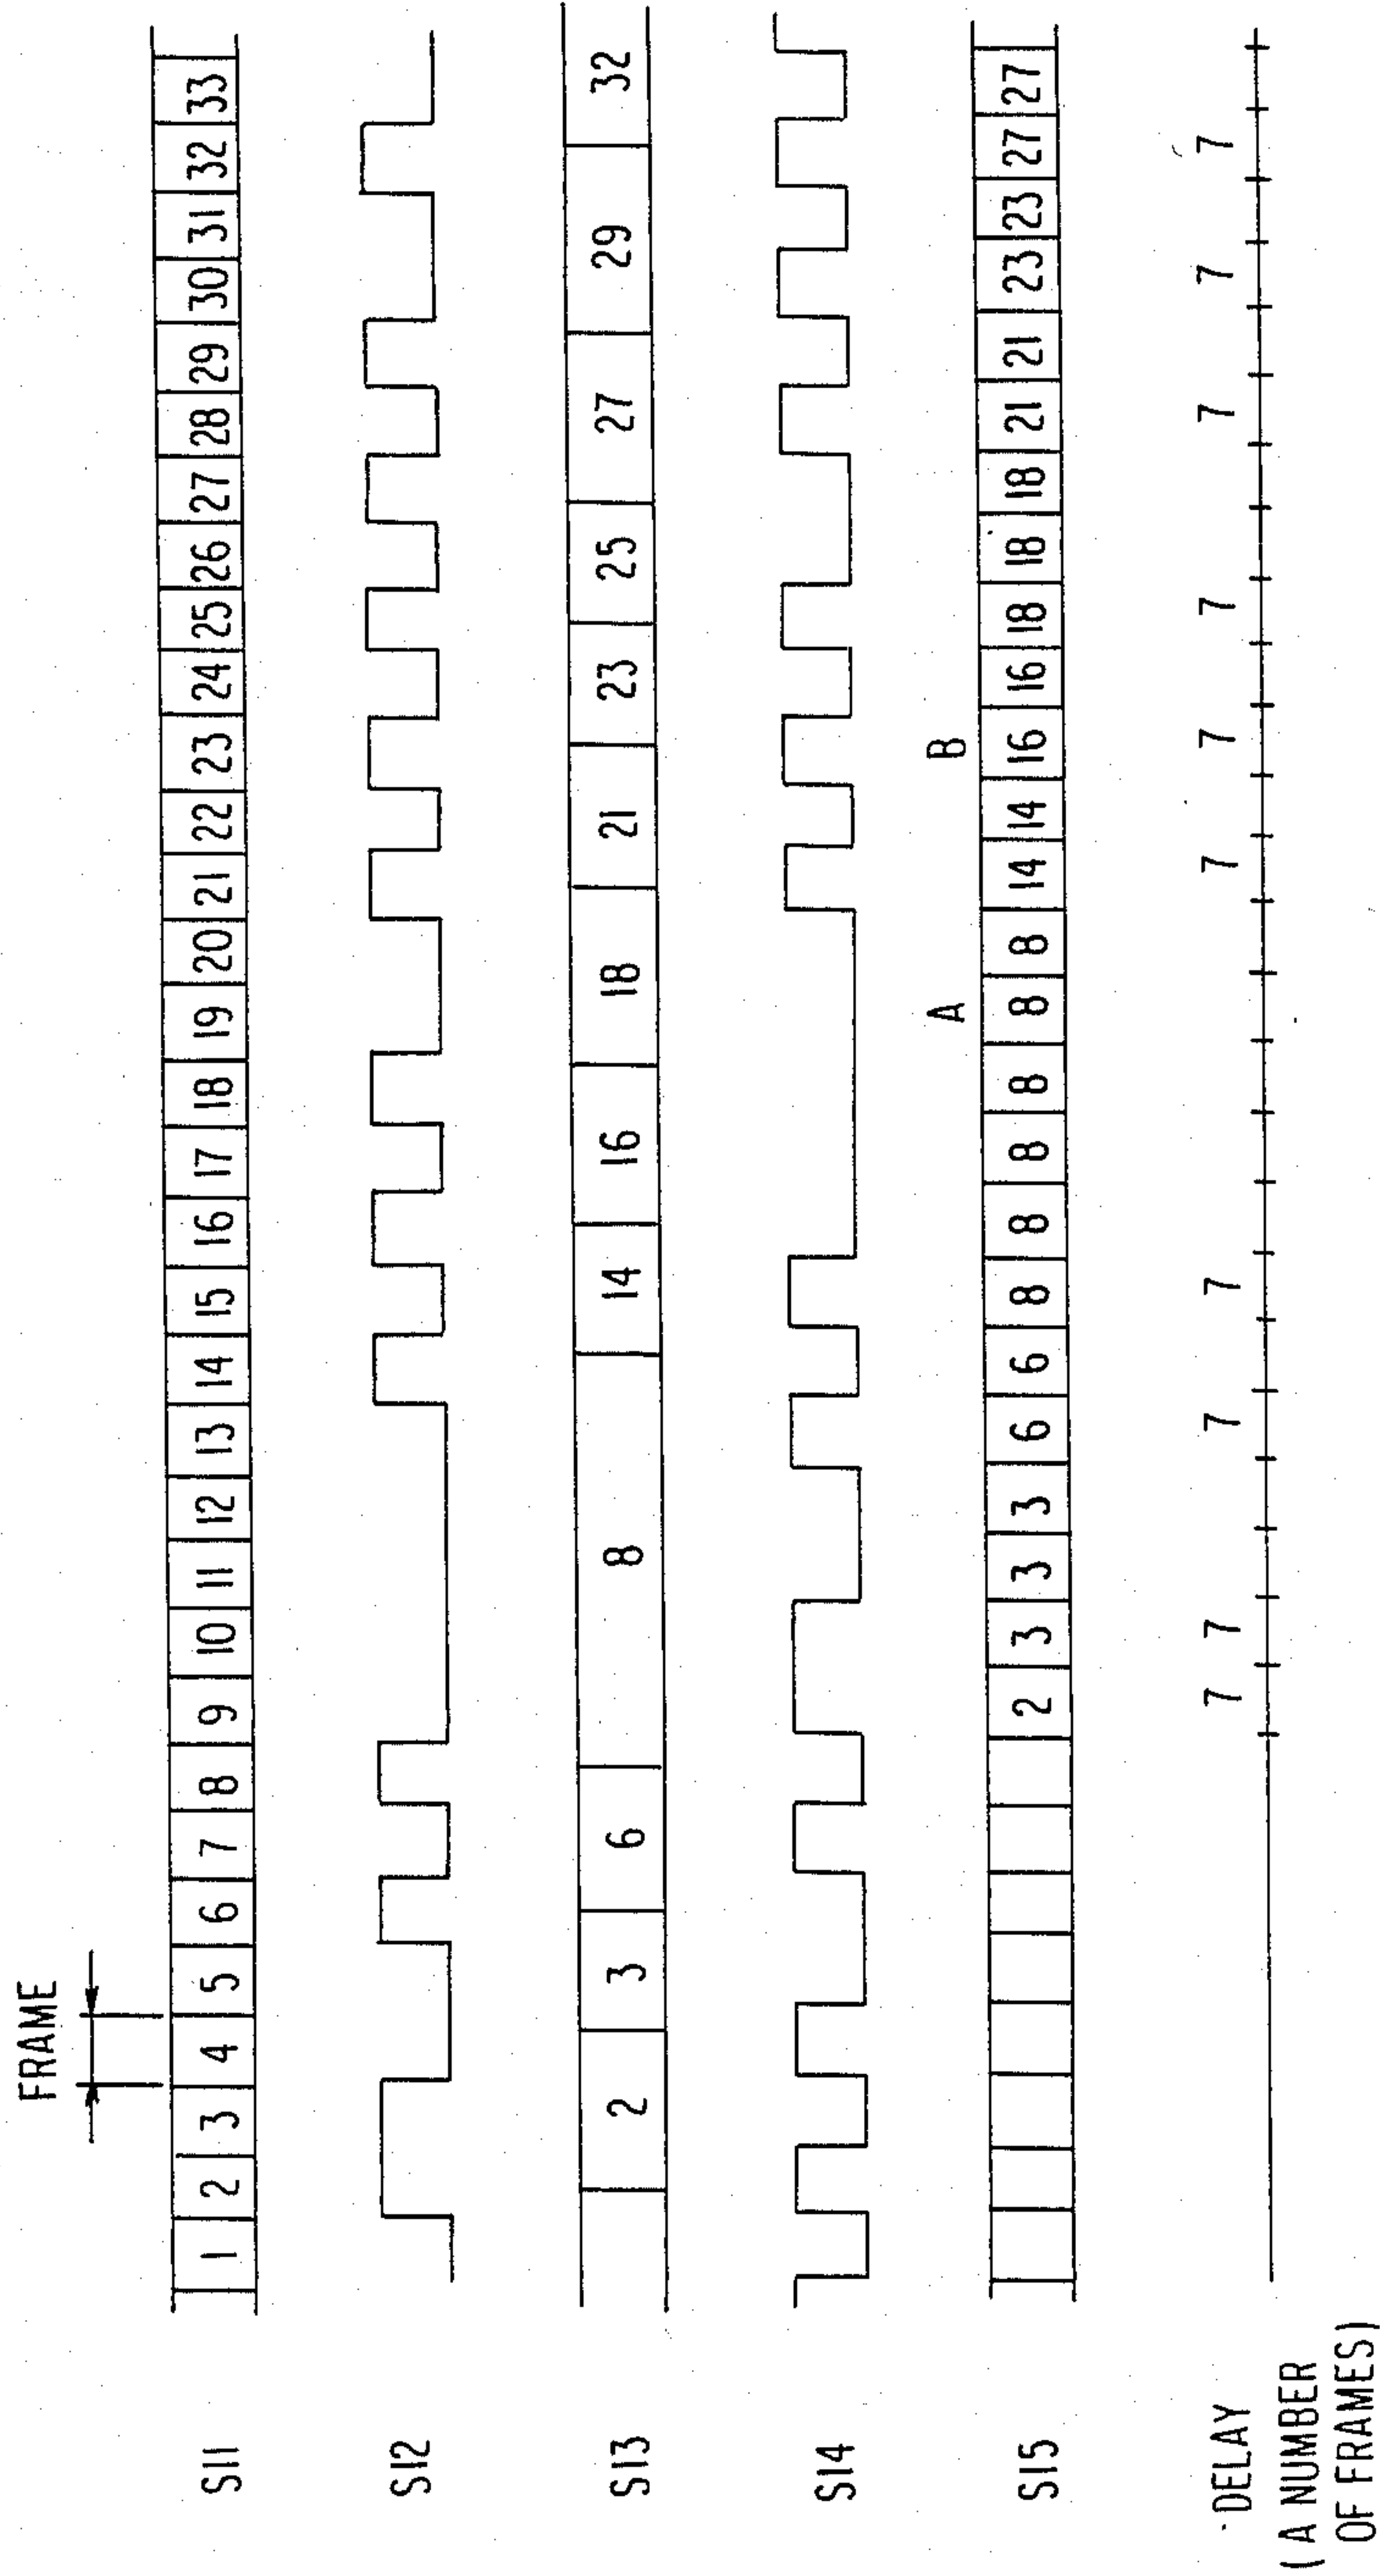 FRAME
S11 1 2 3 4 5 6 7 8 9 10 11 12 13 14 15 16 17 18 19 20 21 22 23 24 25 26 27 28 29 30 31 32 33
S12
S13 2 3 6 8 14 16 18 21 23 25 27 29 32
S14
A B
S15 2 3 3 3 6 6 8 8 8 8 8 8 14 14 16 16 18 18 18 21 21 23 23 27 27
DELAY 7 7 7 7 7 7 7 7 7 7
( A NUMBER
OF FRAMES)